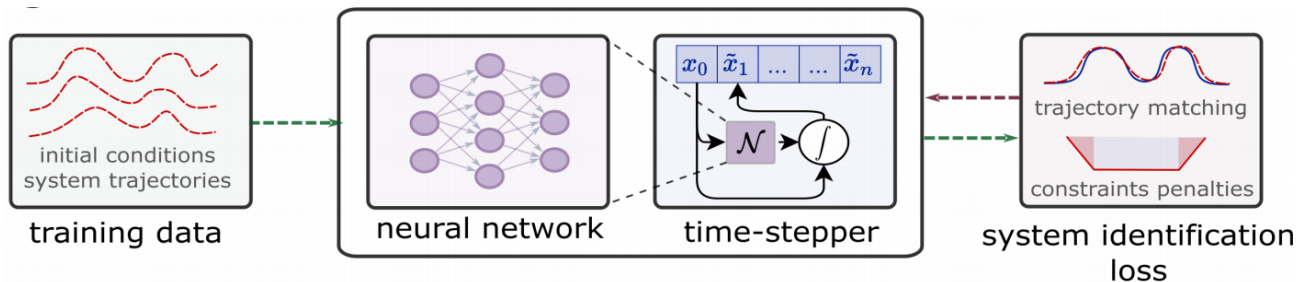 initial conditions
system trajectories
training data
neural network
x₀ x̃₁ ... ... x̃ₙ
𝒩 ∫
time-stepper
trajectory matching
constraints penalties
system identification
loss